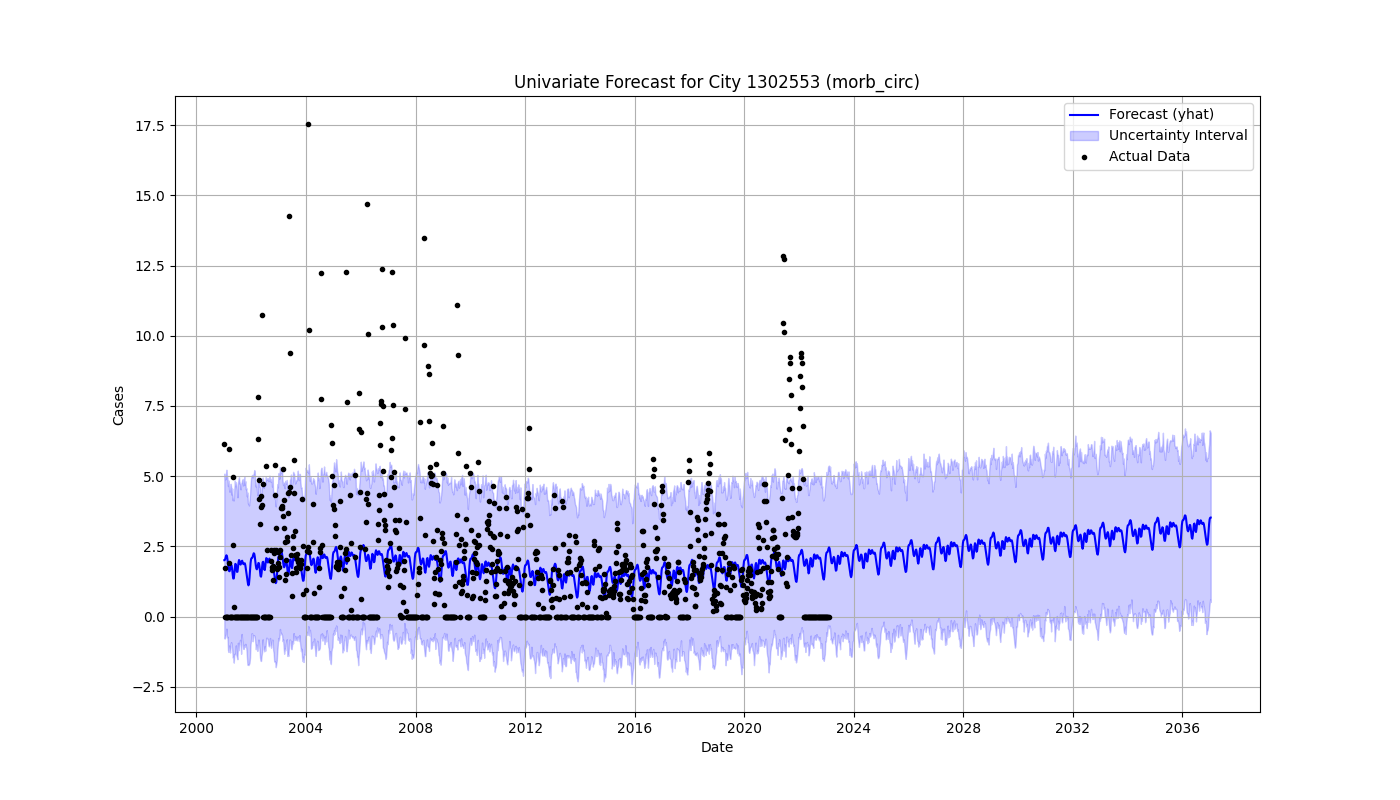 Univariate Forecast for City 1302553 (morb_circ)
Forecast (yhat)
Uncertainty Interval
Actual Data
17.5
15.0
12.5
10.0
7.5
5.0
2.5
0.0
−2.5
Cases
2000 2004 2008 2012 2016 2020 2024 2028 2032 2036
Date